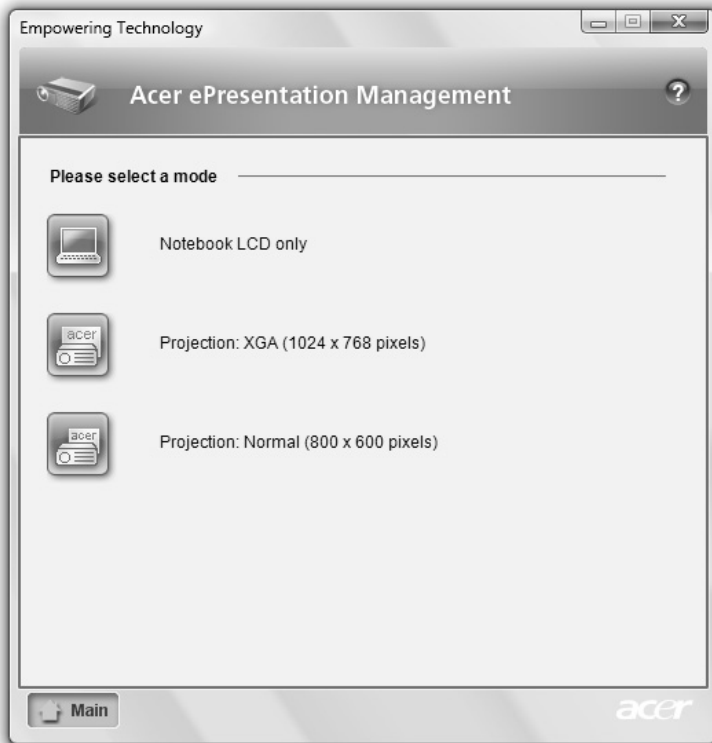 Empowering Technology
Acer ePresentation Management
?
Please select a mode
Notebook LCD only
acer
Projection: XGA (1024 x 768 pixels)
acer
Projection: Normal (800 x 600 pixels)
Main
acer